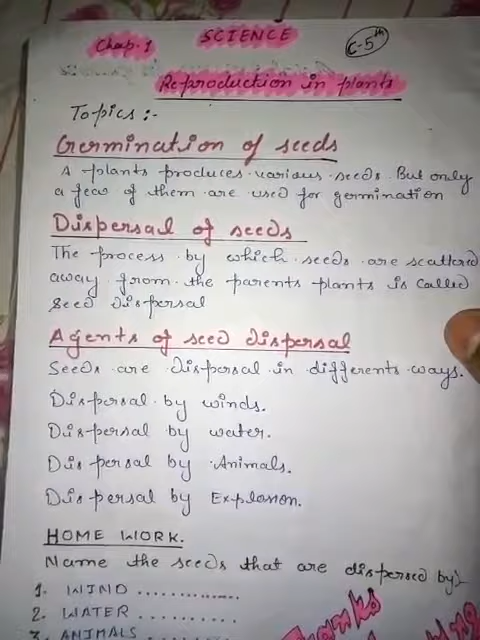 SCIENCE
Chap. 1
C-5th
Reproduction in plants
Topics :-
Germination of seeds
A plants produces various seeds. But only
a few of them are used for germination
Dispersal of seeds
The process by which seeds are scattered
away from the parents plants is called
seed dispersal
Agents of seed dispersal
Seeds are dispersal in differents ways.
Dispersal by winds.
Dispersal by water.
Dispersal by Animals.
Dispersal by Explosion.
HOME WORK.
Name the seeds that are dispersed by:-
1. WIND .............
2. WATER ..........
3. ANIMALS